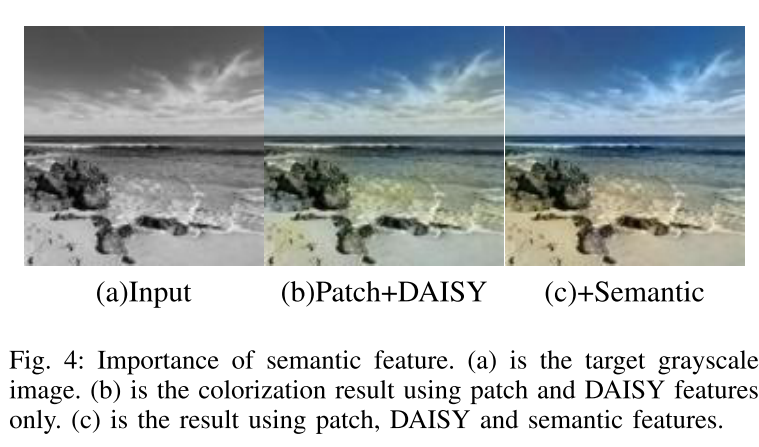 (a)Input (b)Patch+DAISY (c)+Semantic
Fig. 4: Importance of semantic feature. (a) is the target grayscale
image. (b) is the colorization result using patch and DAISY features
only. (c) is the result using patch, DAISY and semantic features.